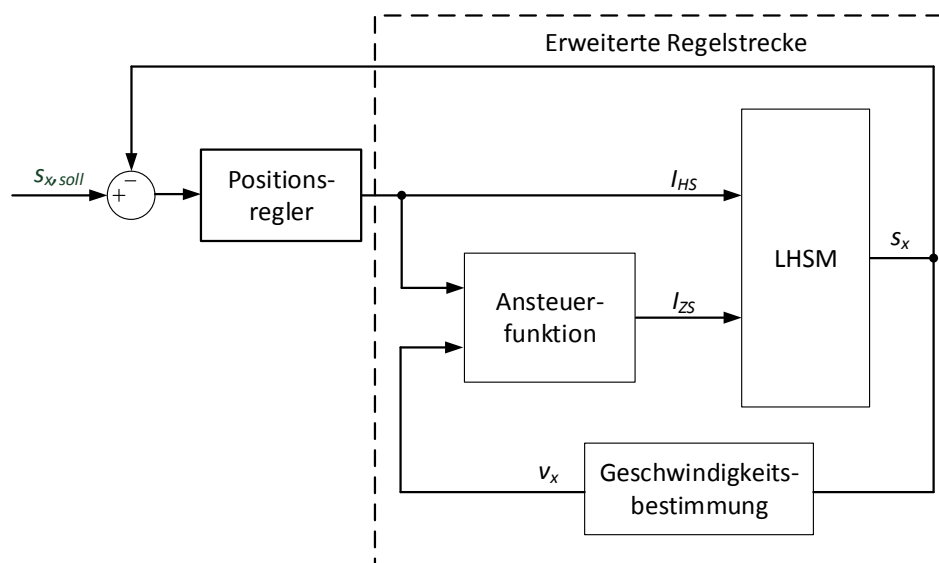 Erweiterte Regelstrecke
s_x,soll
+
−
Positions-
regler
I_HS
LHSM
s_x
Ansteuer-
funktion
I_ZS
v_x
Geschwindigkeits-
bestimmung